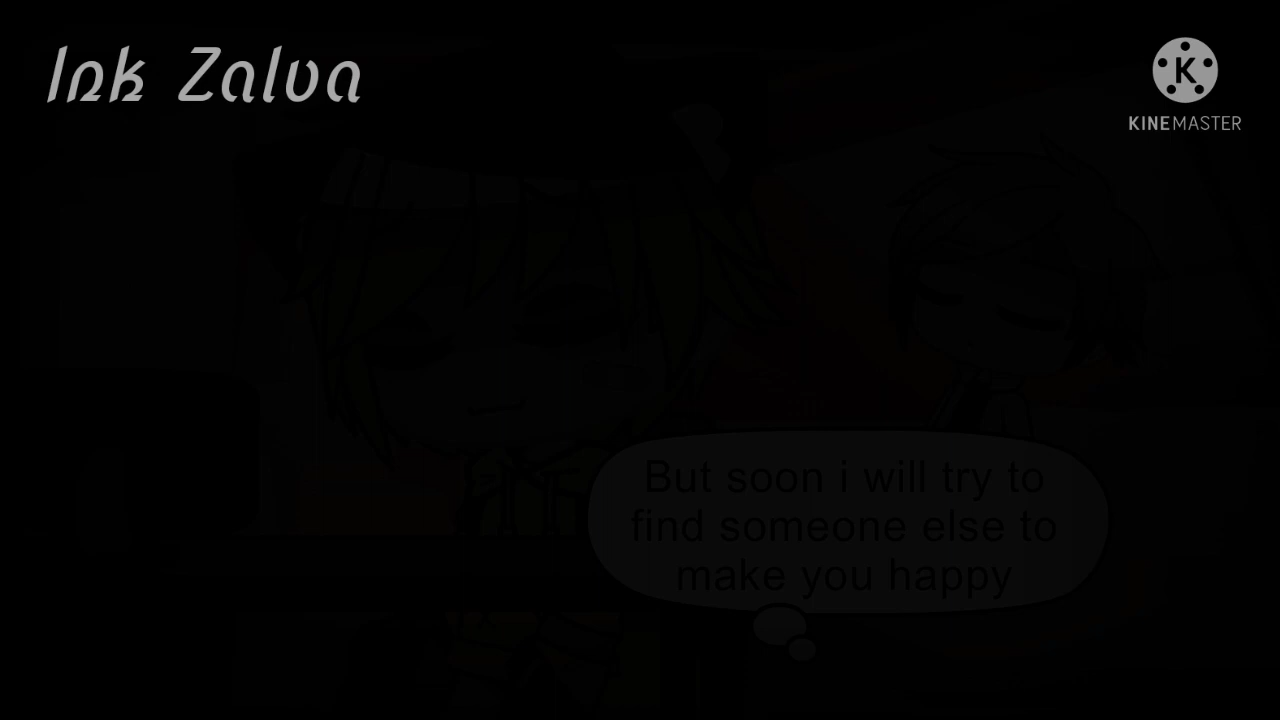 Ink Zalva
KINEMASTER
But soon i will try to
find someone else to
make you happy